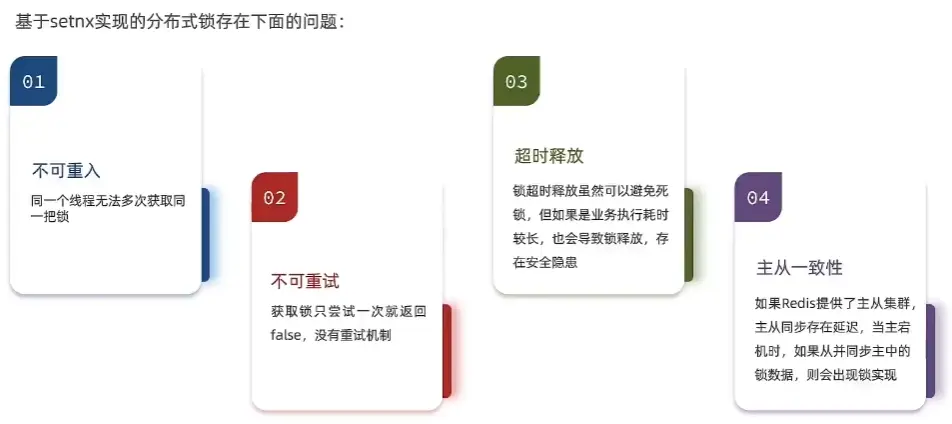 基于setnx实现的分布式锁存在下面的问题：
01
不可重入
同一个线程无法多次获取同
一把锁
02
不可重试
获取锁只尝试一次就返回
false，没有重试机制
03
超时释放
锁超时释放虽然可以避免死
锁，但如果是业务执行耗时
较长，也会导致锁释放，存
在安全隐患
04
主从一致性
如果Redis提供了主从集群，
主从同步存在延迟，当主宕
机时，如果从并同步主中的
锁数据，则会出现锁实现